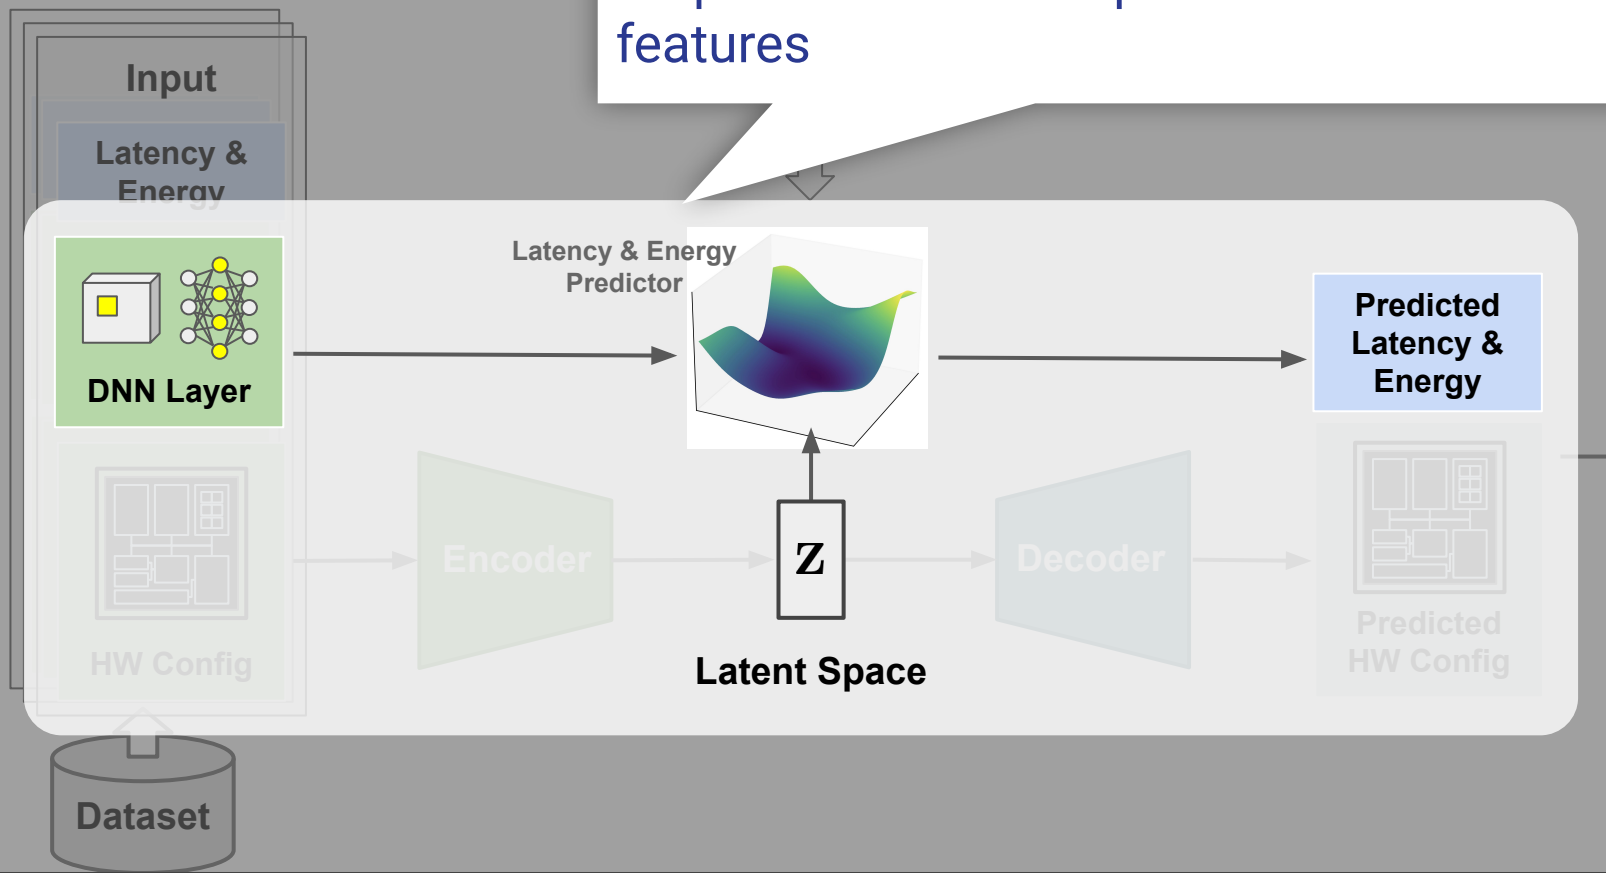 features
Input
Latency &
Energy
Latency & Energy
Predictor
DNN Layer
Predicted
Latency &
Energy
Encoder
Z
Decoder
HW Config
Latent Space
Predicted
HW Config
Dataset